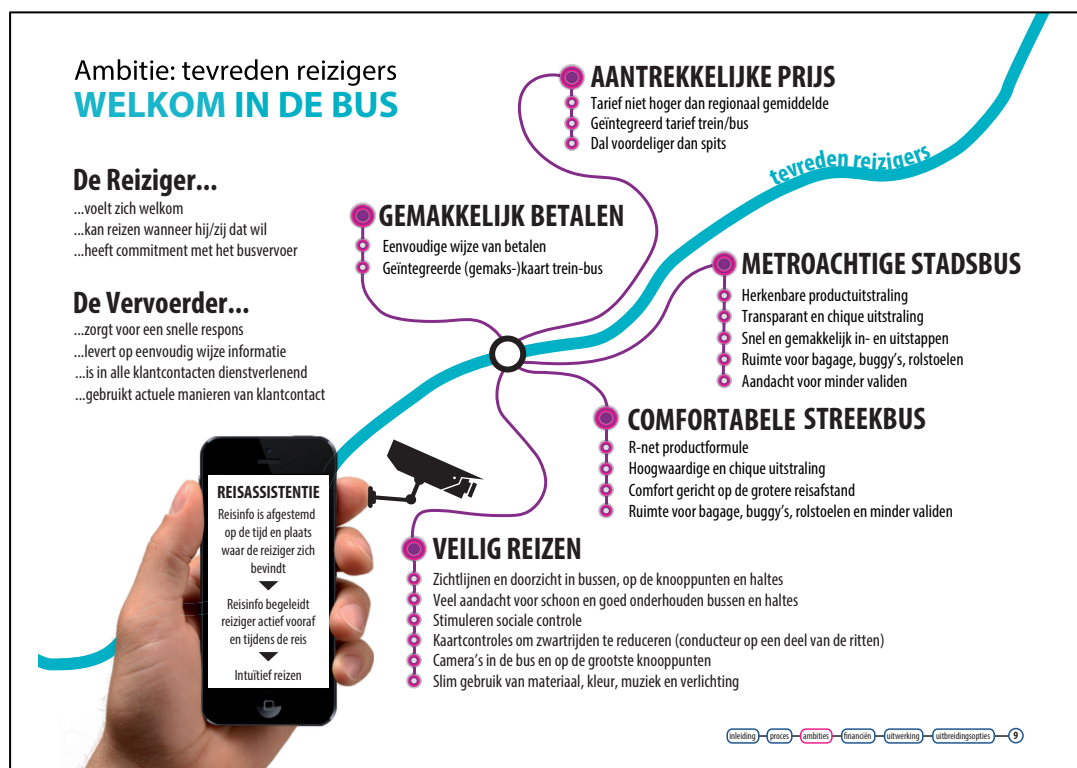 Ambitie: tevreden reizigers
WELKOM IN DE BUS
De Reiziger...
...voelt zich welkom
...kan reizen wanneer hij/zij dat wil
...heeft commitment met het busvervoer
De Vervoerder...
...zorgt voor een snelle respons
...levert op eenvoudig wijze informatie
...is in alle klantcontacten dienstverlenend
...gebruikt actuele manieren van klantcontact
AANTREKKELIJKE PRIJS
Tarief niet hoger dan regionaal gemiddelde
Geïntegreerd tarief trein/bus
Dal voordeliger dan spits
tevreden reizigers
GEMAKKELIJK BETALEN
Eenvoudige wijze van betalen
Geïntegreerde (gemaks-)kaart trein-bus
METROACHTIGE STADSBUS
Herkenbare productuitstraling
Transparant en chique uitstraling
Snel en gemakkelijk in- en uitstappen
Ruimte voor bagage, buggy's, rolstoelen
Aandacht voor minder validen
COMFORTABELE STREEKBUS
R-net productformule
Hoogwaardige en chique uitstraling
Comfort gericht op de grotere reisafstand
Ruimte voor bagage, buggy's, rolstoelen en minder validen
REISASSISTENTIE
Reisinfo is afgestemd
op de tijd en plaats
waar de reiziger zich
bevindt
Reisinfo begeleidt
reiziger actief vooraf
en tijdens de reis
Intuïtief reizen
VEILIG REIZEN
Zichtlijnen en doorzicht in bussen, op de knooppunten en haltes
Veel aandacht voor schoon en goed onderhouden bussen en haltes
Stimuleren sociale controle
Kaartcontroles om zwartrijden te reduceren (conducteur op een deel van de ritten)
Camera's in de bus en op de grootste knooppunten
Slim gebruik van materiaal, kleur, muziek en verlichting
inleiding proces ambities financiën uitwerking uitbreidingsopties 9